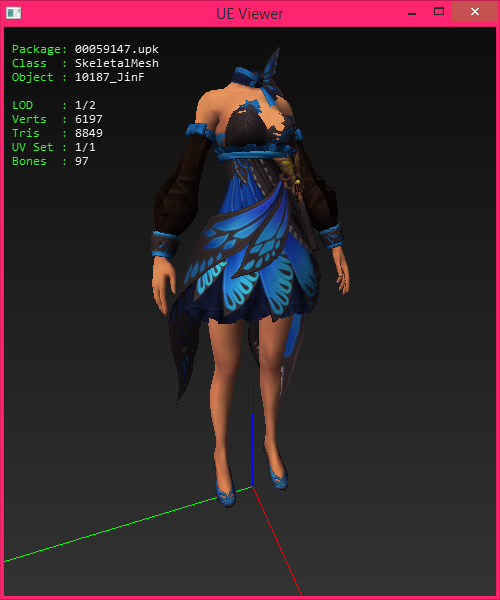 UE Viewer
Package: 00059147.upk
Class  : SkeletalMesh
Object : 10187_JinF
LOD    : 1/2
Verts  : 6197
Tris   : 8849
UV Set : 1/1
Bones  : 97